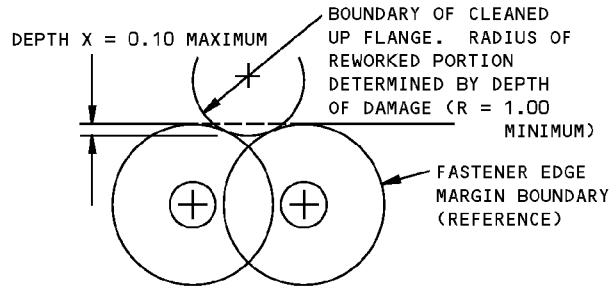 DEPTH X = 0.10 MAXIMUM
BOUNDARY OF CLEANED
UP FLANGE. RADIUS OF
REWORKED PORTION
DETERMINED BY DEPTH
OF DAMAGE (R = 1.00
MINIMUM)
FASTENER EDGE
MARGIN BOUNDARY
(REFERENCE)